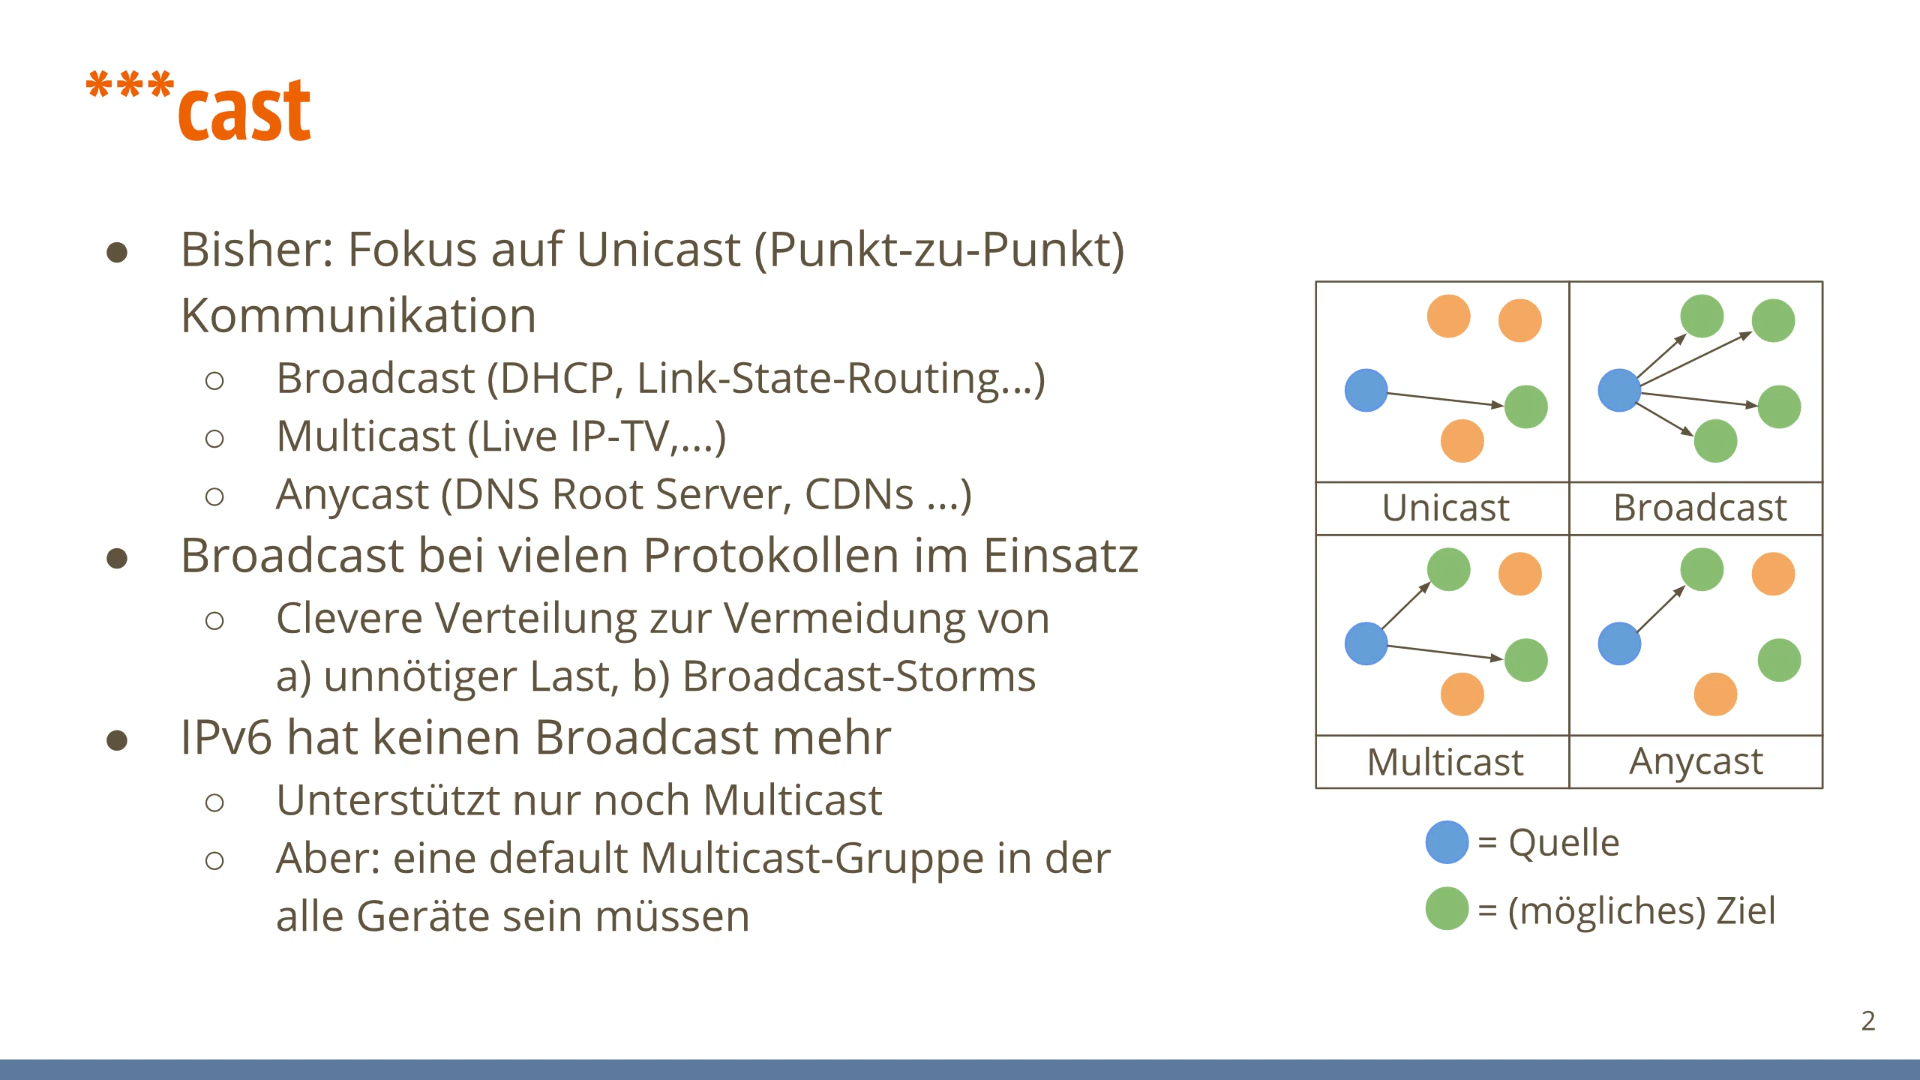 ***cast
● Bisher: Fokus auf Unicast (Punkt-zu-Punkt)
Kommunikation
○ Broadcast (DHCP, Link-State-Routing...)
○ Multicast (Live IP-TV,...)
○ Anycast (DNS Root Server, CDNs ...)
● Broadcast bei vielen Protokollen im Einsatz
○ Clevere Verteilung zur Vermeidung von
a) unnötiger Last, b) Broadcast-Storms
● IPv6 hat keinen Broadcast mehr
○ Unterstützt nur noch Multicast
○ Aber: eine default Multicast-Gruppe in der
alle Geräte sein müssen
Unicast
Broadcast
Multicast
Anycast
= Quelle
= (mögliches) Ziel
2